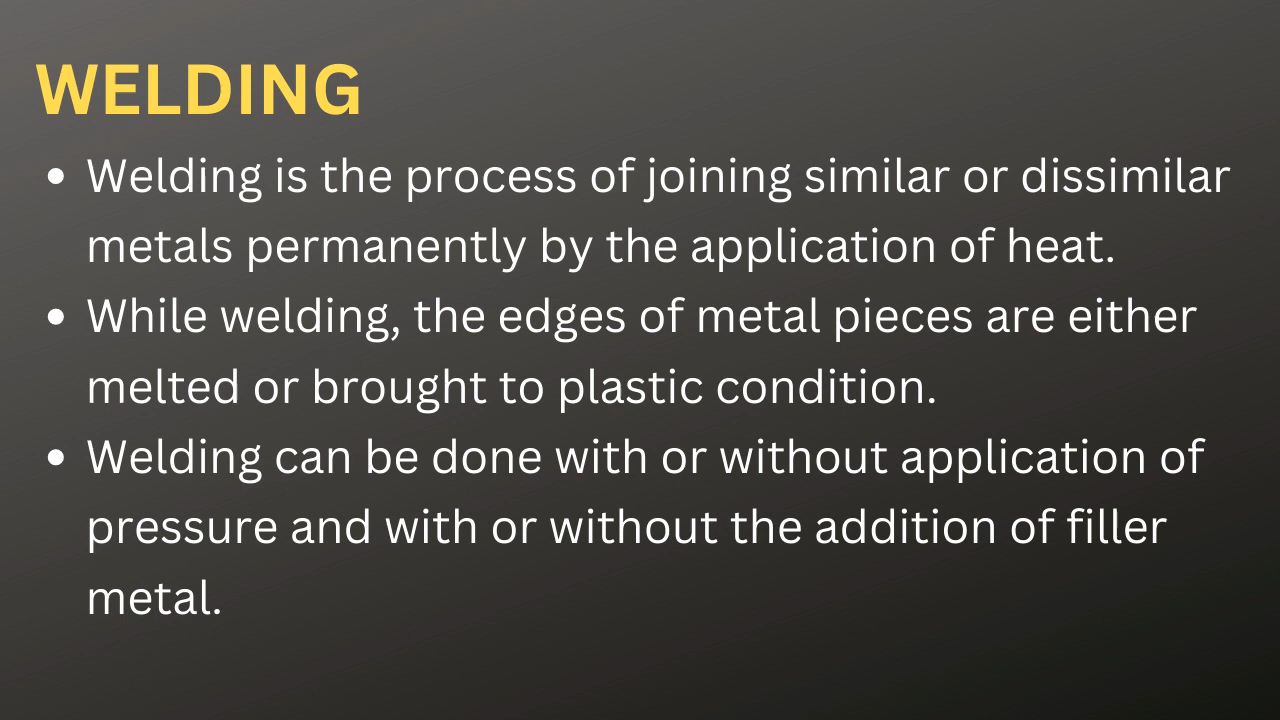 WELDING
• Welding is the process of joining similar or dissimilar
metals permanently by the application of heat.
• While welding, the edges of metal pieces are either
melted or brought to plastic condition.
• Welding can be done with or without application of
pressure and with or without the addition of filler
metal.